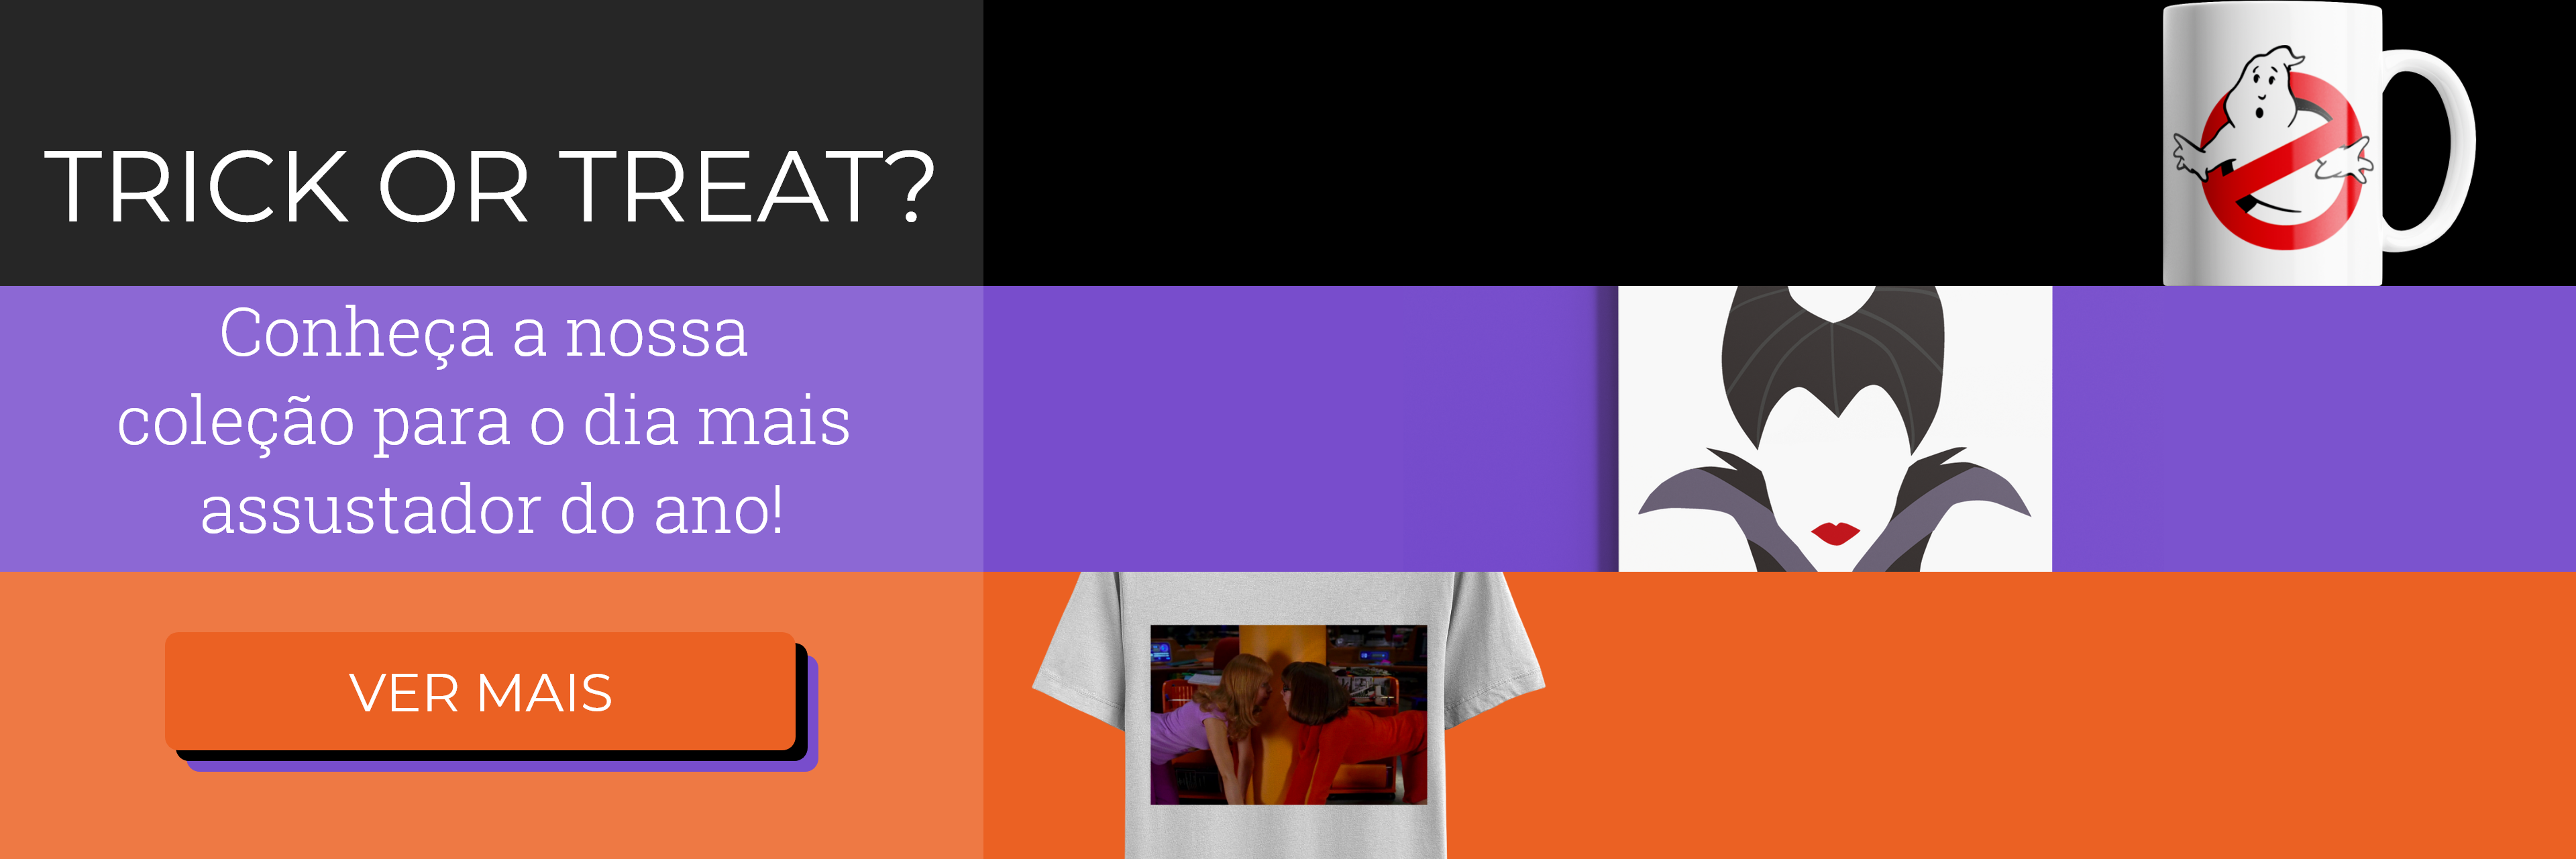 TRICK OR TREAT?
Conheça a nossa
coleção para o dia mais
assustador do ano!
VER MAIS